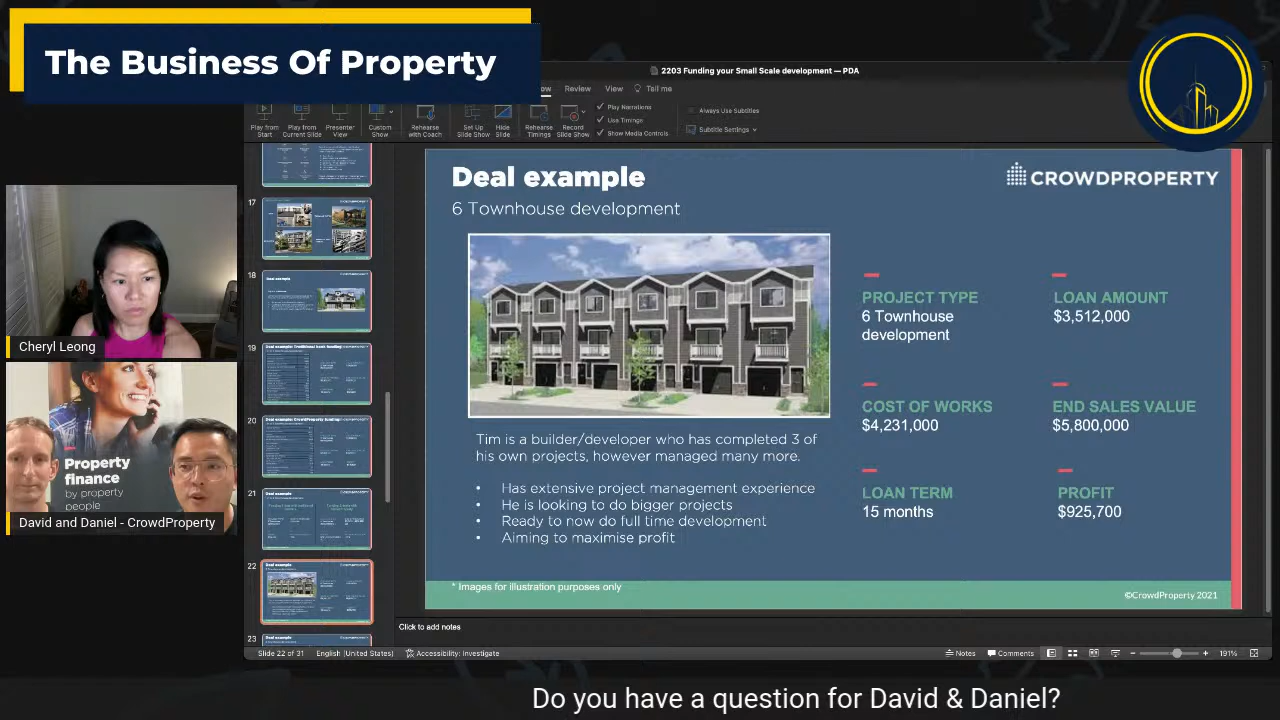 The Business Of Property
2203 Funding your Small Scale development — PDA
Review View Tell me
Play from Start
Play from Current Slide
Presenter View
Custom Show
Rehearse with Coach
Set Up Slide Show
Hide Slide
Rehearse Timings
Record Slide Show
Play Narrations
Use Timings
Show Media Controls
Always Use Subtitles
Subtitle Settings
17
18
19
20
21
22
23
Deal example
6 Townhouse development
CROWDPROPERTY
PROJECT TYPE
6 Townhouse
development
LOAN AMOUNT
$3,512,000
COST OF WORKS
$4,231,000
END SALES VALUE
$5,800,000
LOAN TERM
15 months
PROFIT
$925,700
Tim is a builder/developer who has completed 3 of
his own projects, however managed many more.
• Has extensive project management experience
• He is looking to do bigger projects
• Ready to now do full time development
• Aiming to maximise profit
* Images for illustration purposes only
©CrowdProperty 2021
Click to add notes
Slide 22 of 31 English (United States) Accessibility: Investigate
Notes Comments 191%
Cheryl Leong
Property
finance
by property
people
David and Daniel - CrowdProperty
Do you have a question for David & Daniel?